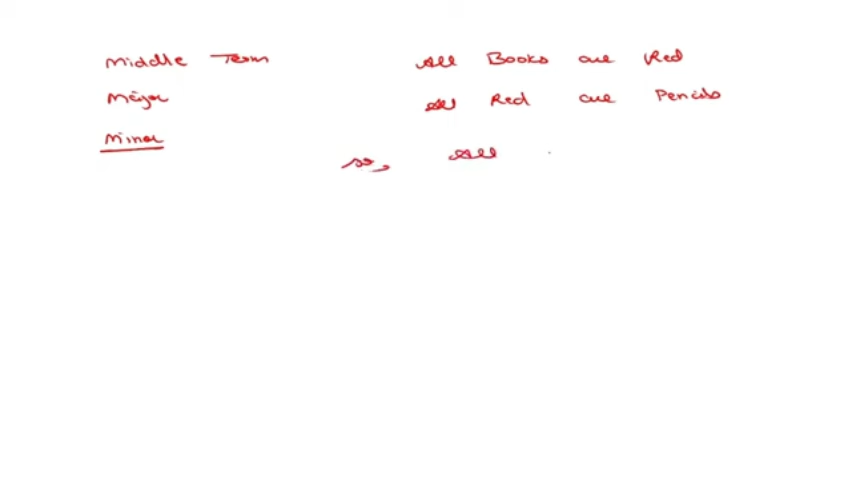 Middle Term All Books are Red
Major All Red are Pencils
Minor
so, All